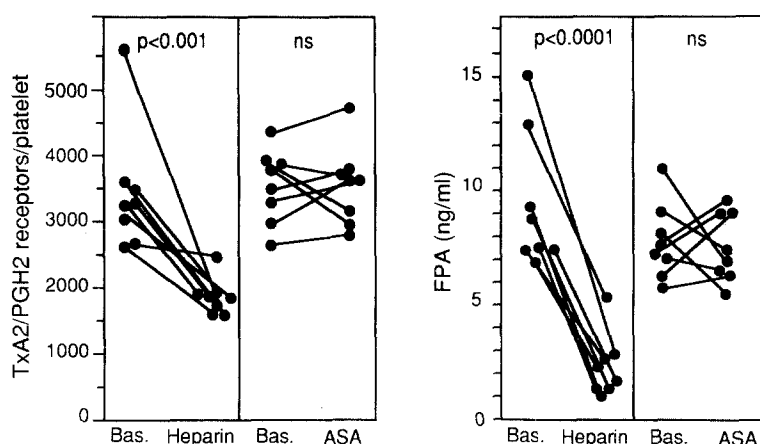 TxA2/PGH2 receptors/platelet
5000
4000
3000
2000
1000
0
p<0.001
ns
Bas.
Heparin
Bas.
ASA
FPA (ng/ml)
15
10
5
0
p<0.0001
ns
Bas.
Heparin
Bas.
ASA